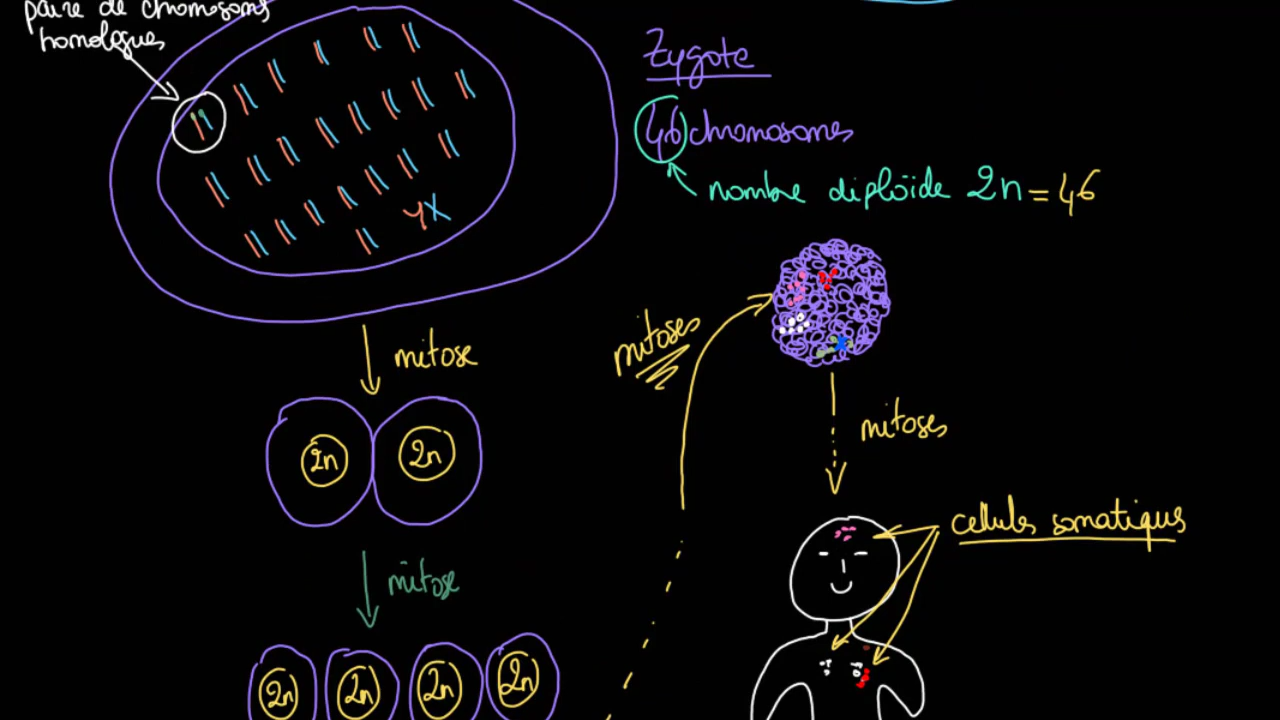 paire de chromosoms
homologues
Zygote
46 chromosomes
nombre diploïde 2n = 46
YX
mitose
mitoses
2n 2n
mitoses
cellules somatiques
mitose
2n 2n 2n 2n